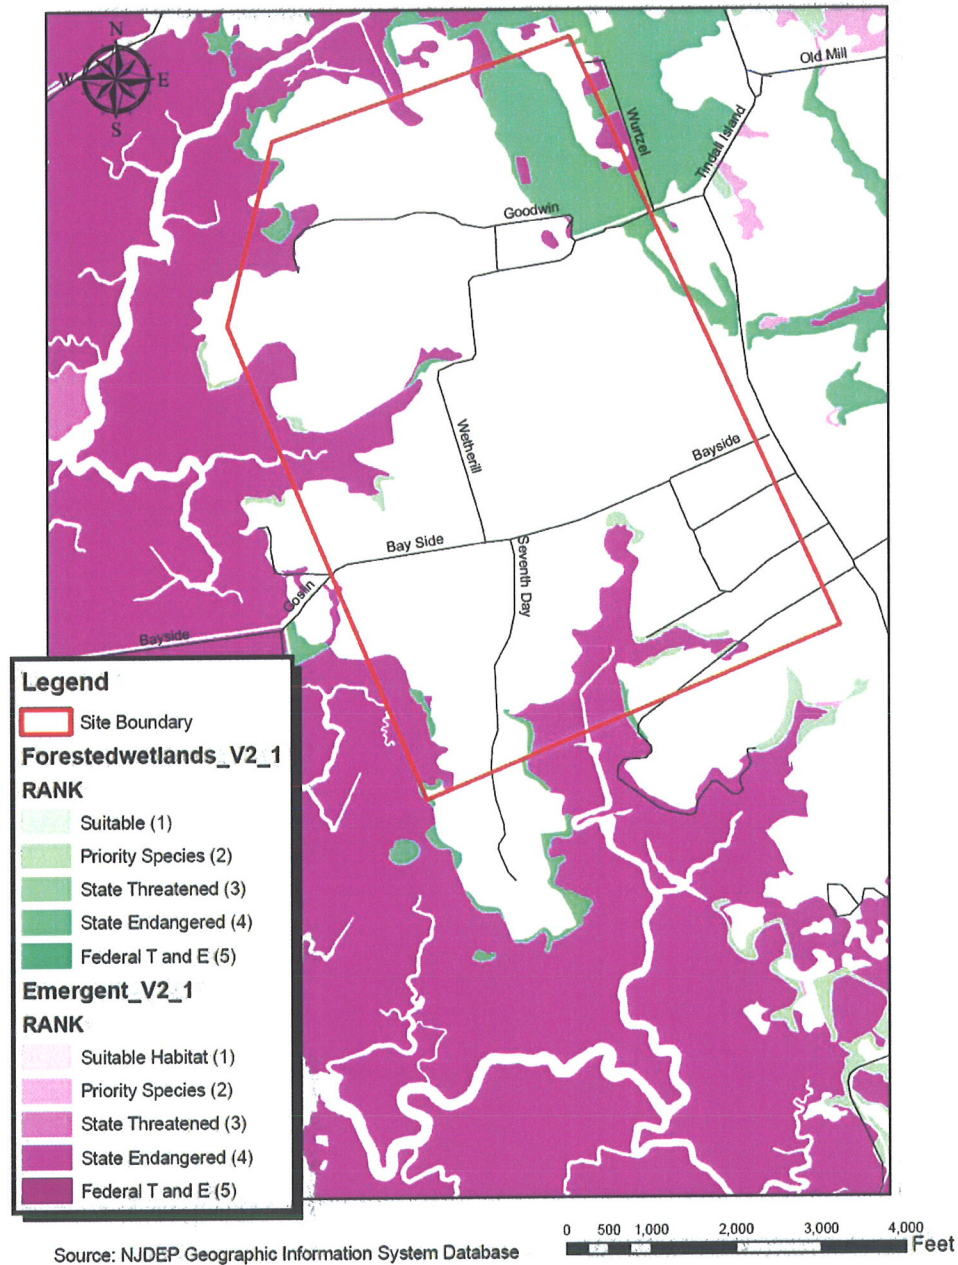 N
W
E
S
Old Mill
Wurtzel
Tindall Island
Goodwin
Wetherill
Bayside
Bay Side
Seventh Day
Goslin
Bayside
Legend
Site Boundary
Forestedwetlands_V2_1
RANK
Suitable (1)
Priority Species (2)
State Threatened (3)
State Endangered (4)
Federal T and E (5)
Emergent_V2_1
RANK
Suitable Habitat (1)
Priority Species (2)
State Threatened (3)
State Endangered (4)
Federal T and E (5)
0 500 1,000 2,000 3,000 4,000
Feet
Source: NJDEP Geographic Information System Database